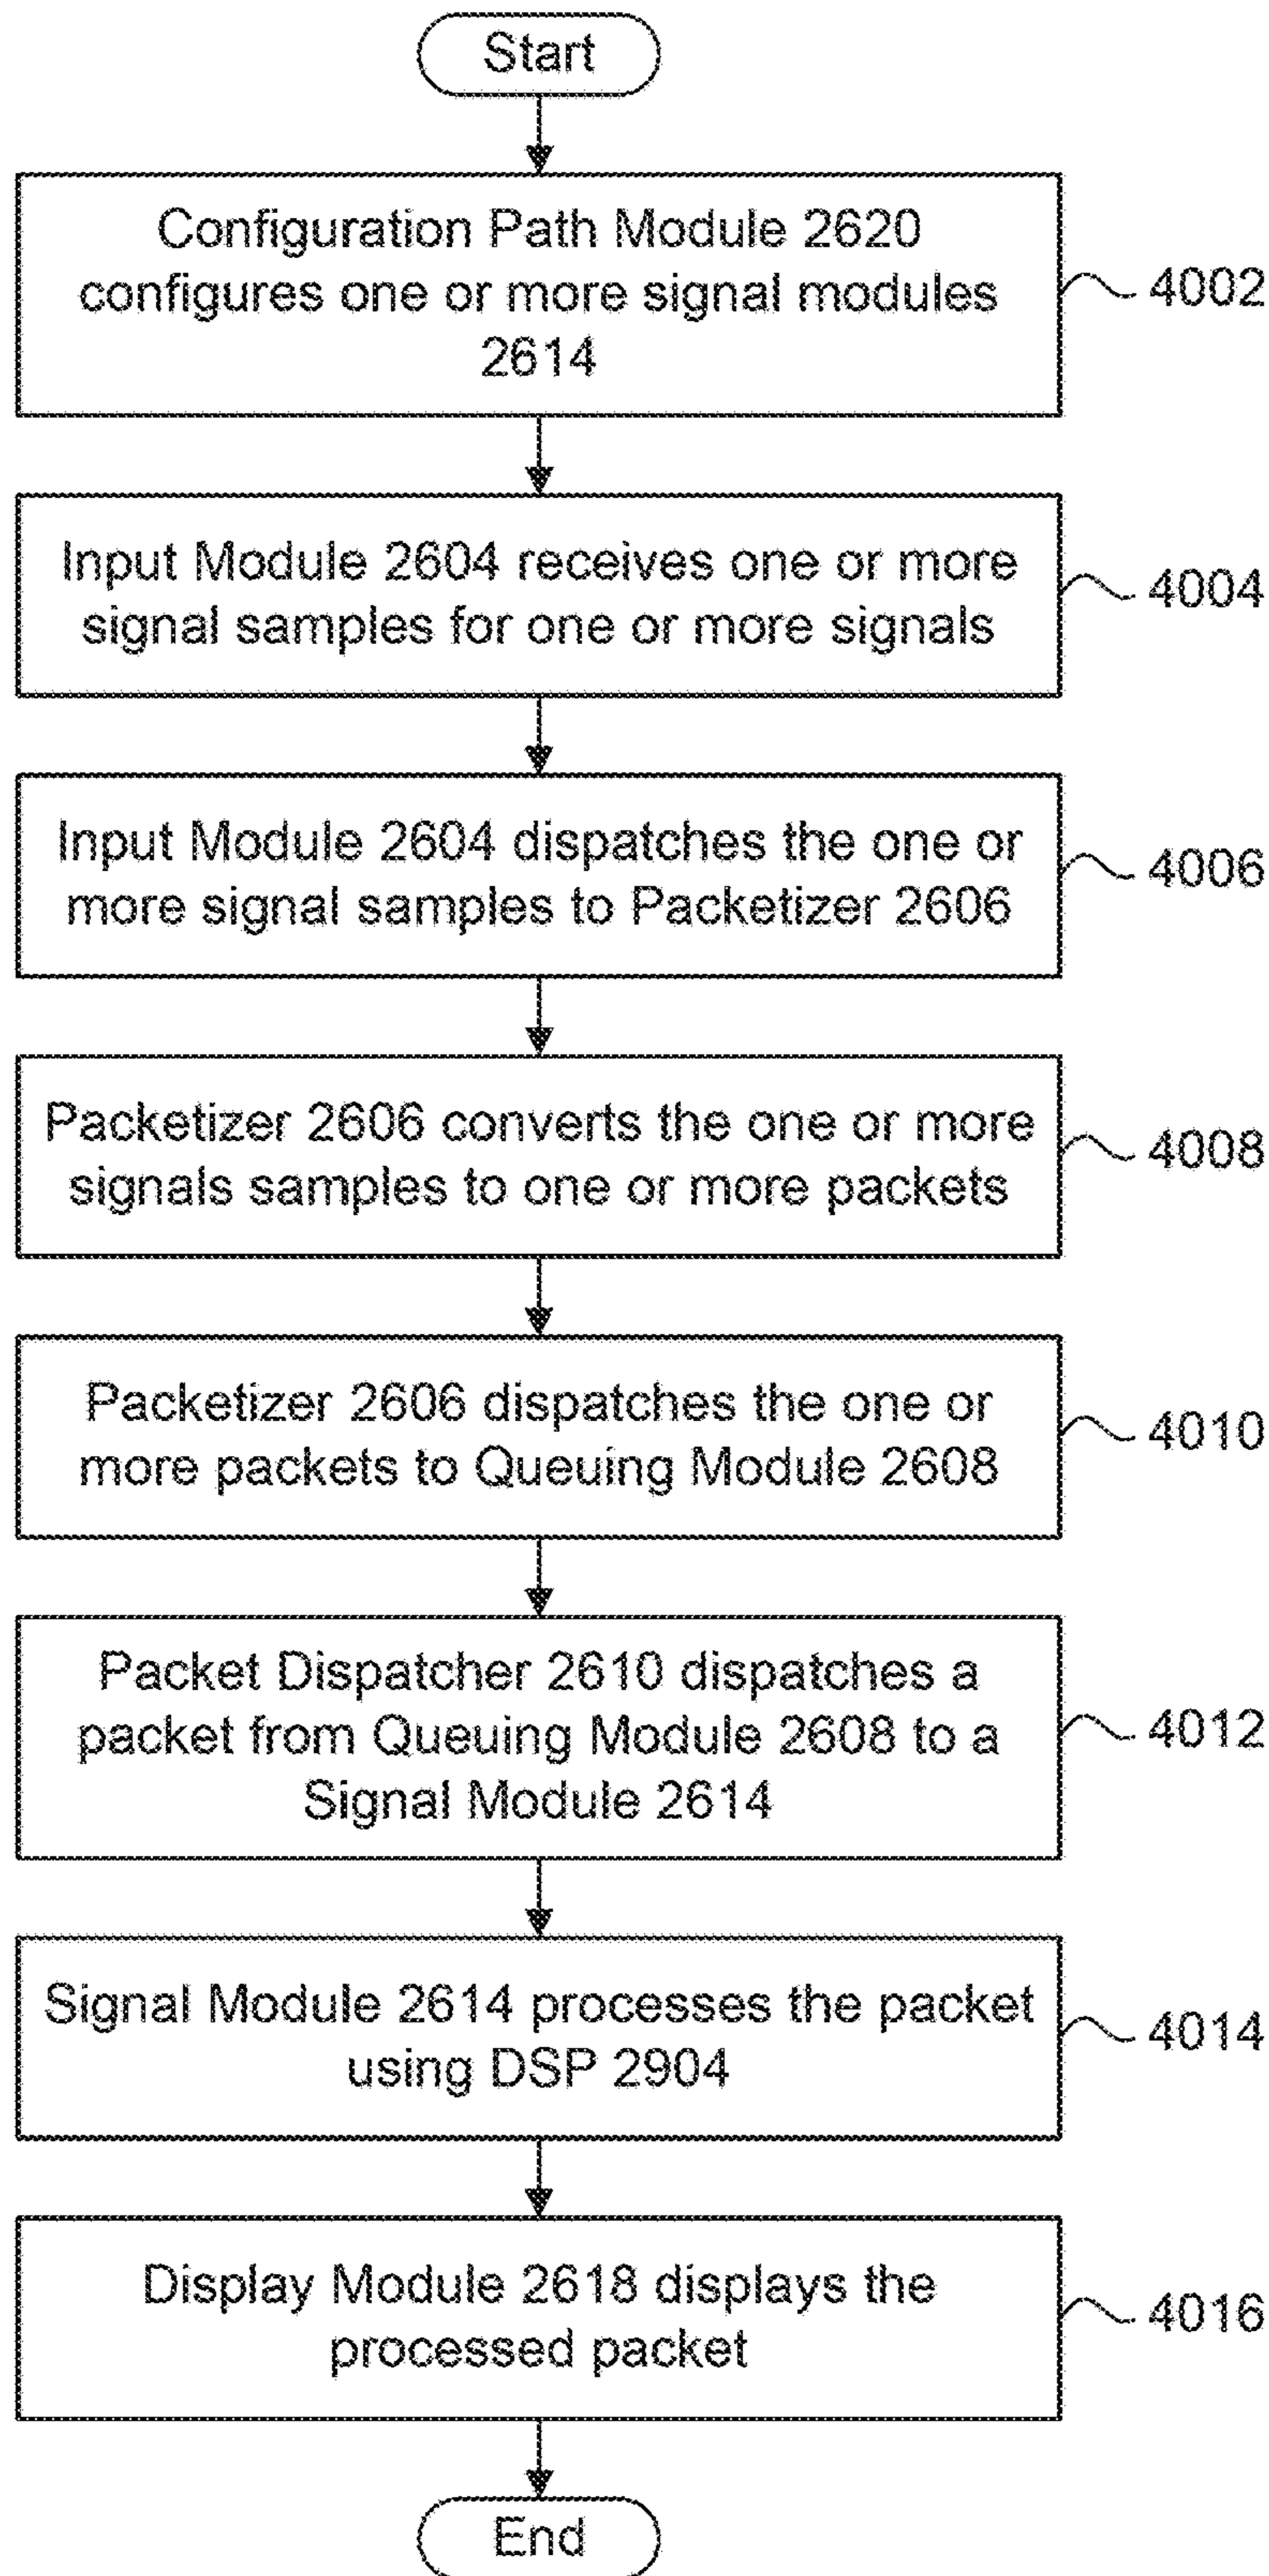 Start
Configuration Path Module 2620
configures one or more signal modules
2614
4002
Input Module 2604 receives one or more
signal samples for one or more signals
4004
Input Module 2604 dispatches the one or
more signal samples to Packetizer 2606
4006
Packetizer 2606 converts the one or more
signals samples to one or more packets
4008
Packetizer 2606 dispatches the one or
more packets to Queuing Module 2608
4010
Packet Dispatcher 2610 dispatches a
packet from Queuing Module 2608 to a
Signal Module 2614
4012
Signal Module 2614 processes the packet
using DSP 2904
4014
Display Module 2618 displays the
processed packet
4016
End